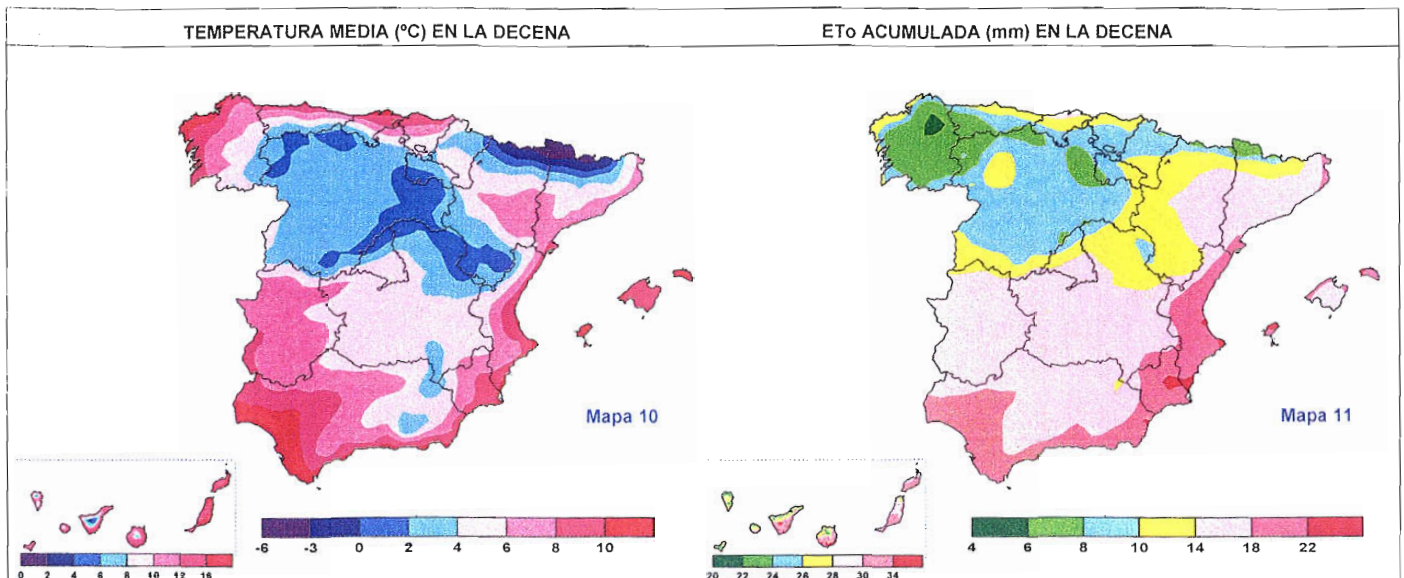 TEMPERATURA MEDIA (ºC) EN LA DECENA
ETo ACUMULADA (mm) EN LA DECENA
Mapa 10
Mapa 11
-6 -3 0 2 4 6 8 10
4 6 8 10 14 18 22
0 2 4 6 8 10 12 16
20 22 24 26 28 30 34